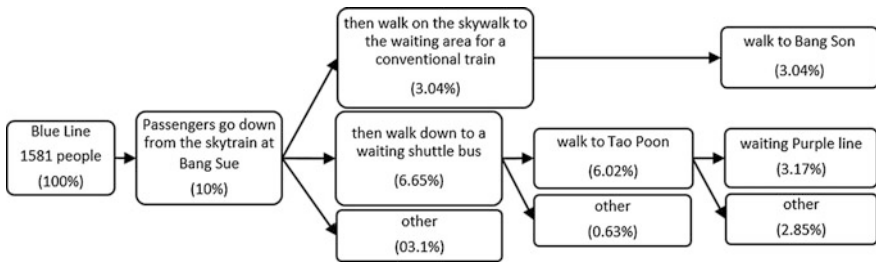 Blue Line
1581 people
(100%)
Passengers go down
from the skytrain at
Bang Sue
(10%)
then walk on the skywalk to
the waiting area for a
conventional train
(3.04%)
walk to Bang Son
(3.04%)
then walk down to a
waiting shuttle bus
(6.65%)
walk to Tao Poon
(6.02%)
waiting Purple line
(3.17%)
other
(03.1%)
other
(0.63%)
other
(2.85%)